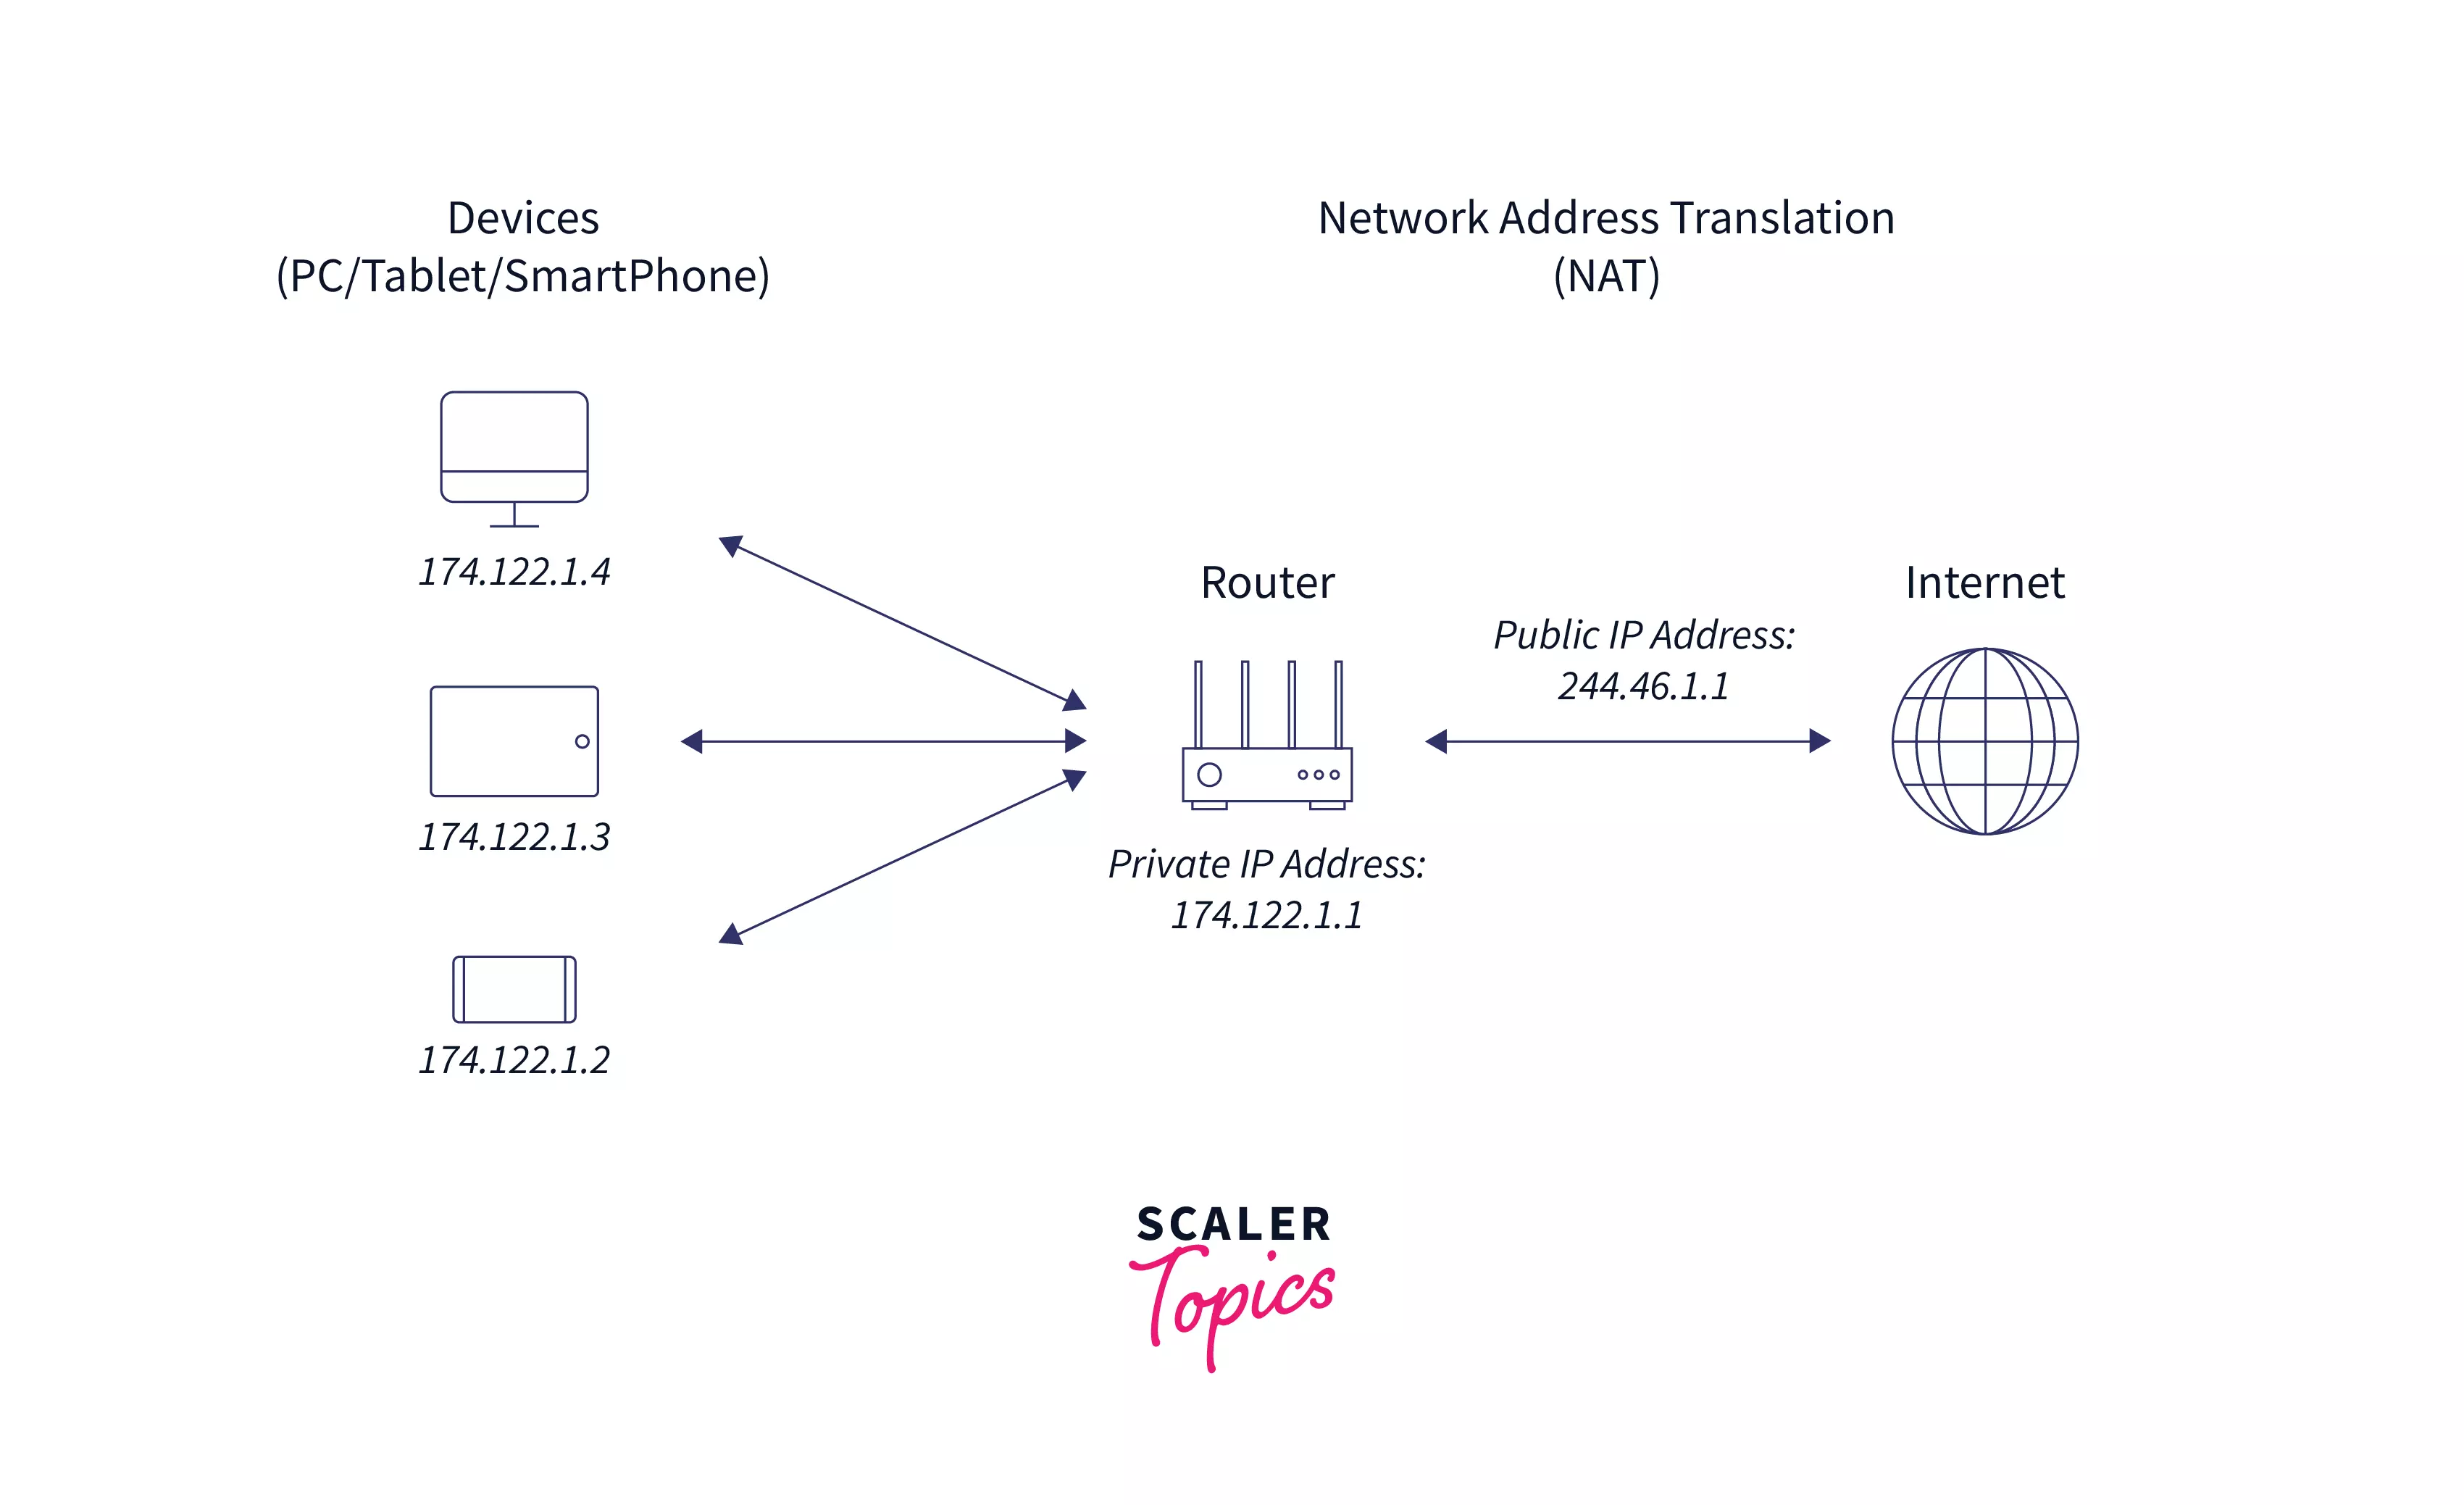 Devices
(PC/Tablet/SmartPhone)
Network Address Translation
(NAT)
174.122.1.4
174.122.1.3
174.122.1.2
Router
Private IP Address:
174.122.1.1
Public IP Address:
244.46.1.1
Internet
SCALER
Topics